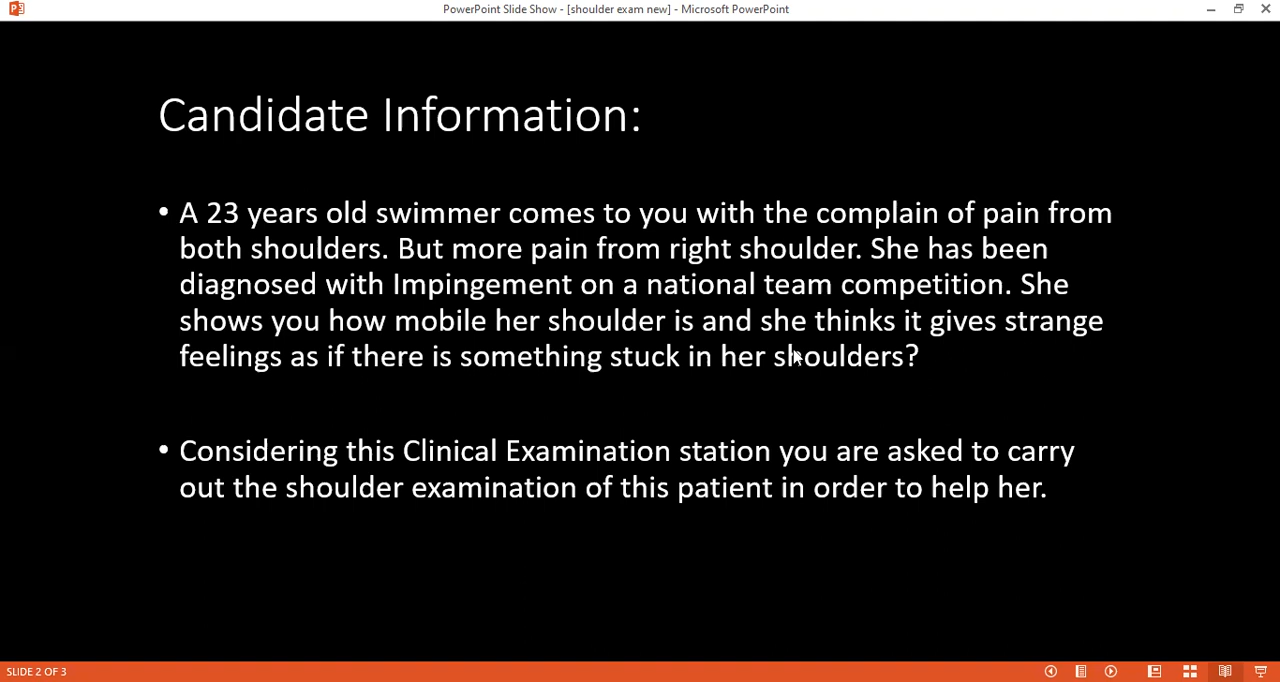 PowerPoint Slide Show - [shoulder exam new] - Microsoft PowerPoint
Candidate Information:
• A 23 years old swimmer comes to you with the complain of pain from
both shoulders. But more pain from right shoulder. She has been
diagnosed with Impingement on a national team competition. She
shows you how mobile her shoulder is and she thinks it gives strange
feelings as if there is something stuck in her shoulders?
• Considering this Clinical Examination station you are asked to carry
out the shoulder examination of this patient in order to help her.
SLIDE 2 OF 3